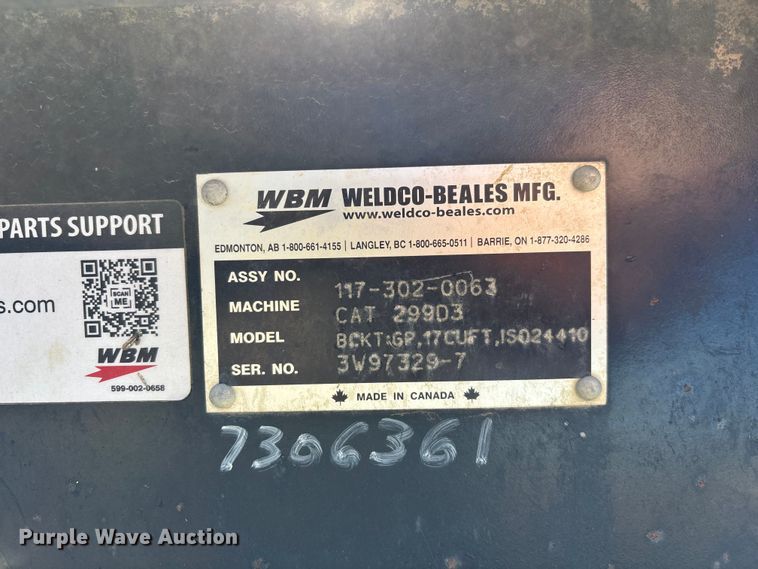 PARTS SUPPORT
s.com
SCAN ME
WBM
599-002-0658
WBM WELDCO-BEALES MFG.
www.weldco-beales.com
EDMONTON, AB 1-800-661-4155 | LANGLEY, BC 1-800-665-0511 | BARRIE, ON 1-877-320-4286
ASSY NO. 117-302-0063
MACHINE CAT 299D3
MODEL BCKT:GP,17CUFT,ISO24410
SER. NO. 3W97329-7
MADE IN CANADA
7306361
Purple Wave Auction